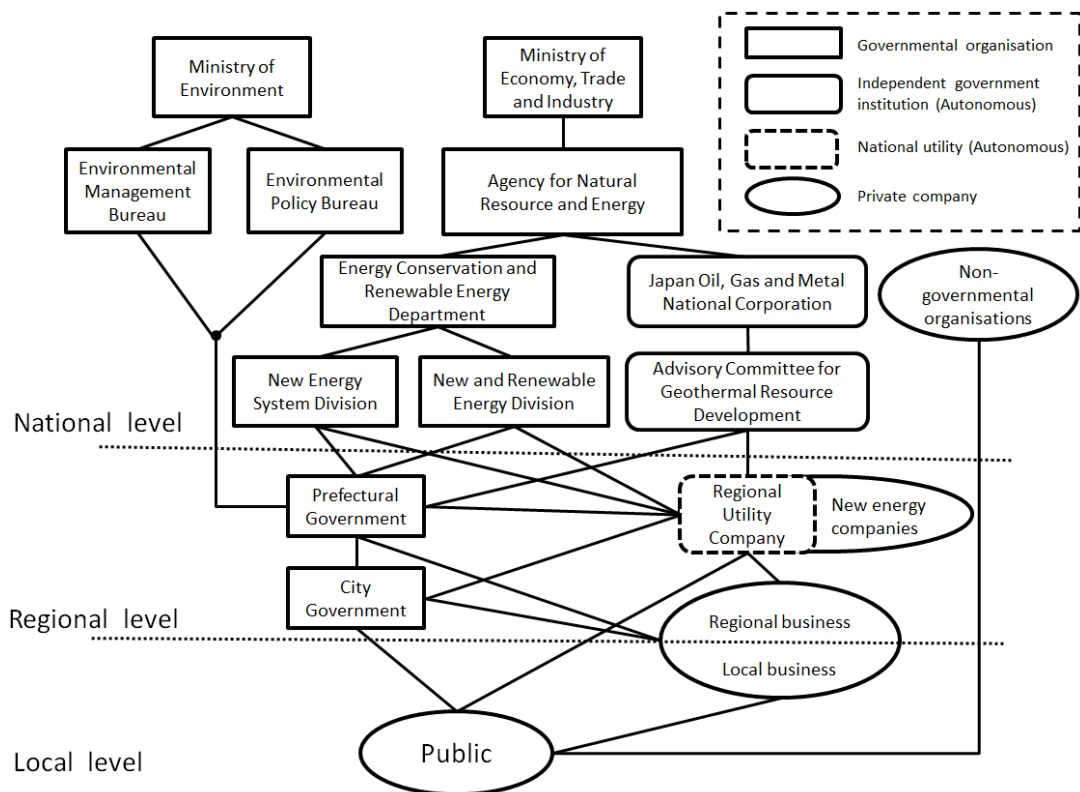 Ministry of
Environment
Ministry of
Economy, Trade
and Industry
Governmental organisation
Independent government
institution (Autonomous)
National utility (Autonomous)
Private company
Environmental
Management
Bureau
Environmental
Policy Bureau
Agency for Natural
Resource and Energy
Energy Conservation and
Renewable Energy
Department
Japan Oil, Gas and Metal
National Corporation
Non-
governmental
organisations
New Energy
System Division
New and Renewable
Energy Division
Advisory Committee for
Geothermal Resource
Development
National level
Prefectural
Government
Regional
Utility
Company
New energy
companies
City
Government
Regional level
Regional business
Local business
Public
Local level